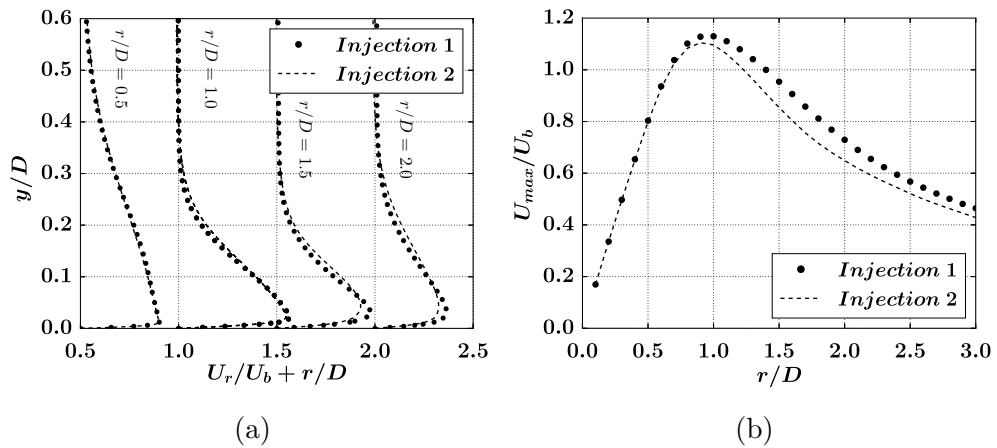 0.6
0.5
0.4
0.3
0.2
0.1
0.0
y/D
0.5 1.0 1.5 2.0 2.5
U_r/U_b + r/D
r/D = 0.5
r/D = 1.0
r/D = 1.5
r/D = 2.0
Injection 1
Injection 2
(a)
1.2
1.0
0.8
0.6
0.4
0.2
0.0
U_max/U_b
0.0 0.5 1.0 1.5 2.0 2.5 3.0
r/D
Injection 1
Injection 2
(b)